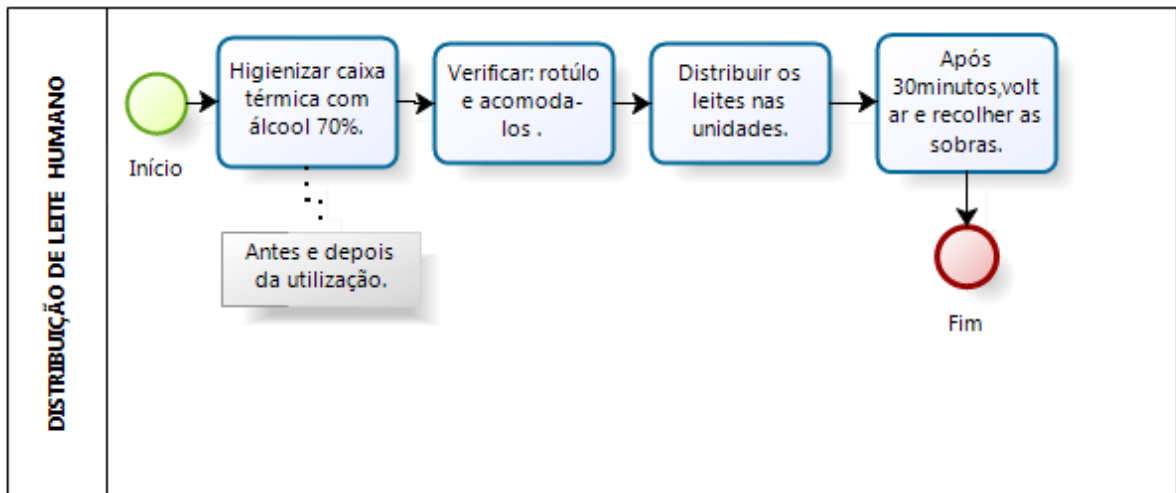 DISTRIBUIÇÃO DE LEITE HUMANO
Início
Higienizar caixa
térmica com
álcool 70%.
Antes e depois
da utilização.
Verificar: rotúlo
e acomoda-
los .
Distribuir os
leites nas
unidades.
Após
30minutos,volt
ar e recolher as
sobras.
Fim